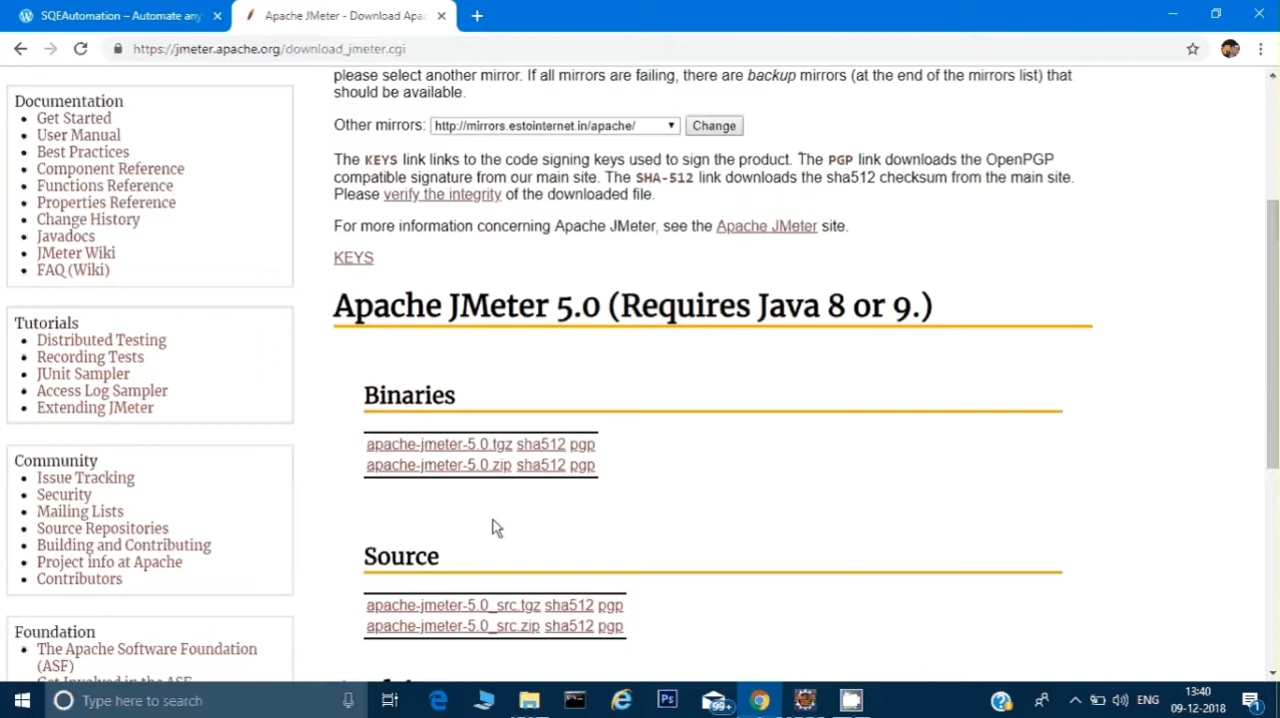 SQEAutomation – Automate any
Apache JMeter - Download Apac
https://jmeter.apache.org/download_jmeter.cgi
Documentation
Get Started
User Manual
Best Practices
Component Reference
Functions Reference
Properties Reference
Change History
Javadocs
JMeter Wiki
FAQ (Wiki)
Tutorials
Distributed Testing
Recording Tests
JUnit Sampler
Access Log Sampler
Extending JMeter
Community
Issue Tracking
Security
Mailing Lists
Source Repositories
Building and Contributing
Project info at Apache
Contributors
Foundation
The Apache Software Foundation
(ASF)
Get Involved in the ASF
please select another mirror. If all mirrors are failing, there are backup mirrors (at the end of the mirrors list) that
should be available.
Other mirrors: http://mirrors.estointernet.in/apache/ Change
The KEYS link links to the code signing keys used to sign the product. The PGP link downloads the OpenPGP
compatible signature from our main site. The SHA-512 link downloads the sha512 checksum from the main site.
Please verify the integrity of the downloaded file.
For more information concerning Apache JMeter, see the Apache JMeter site.
KEYS
Apache JMeter 5.0 (Requires Java 8 or 9.)
Binaries
apache-jmeter-5.0.tgz sha512 pgp
apache-jmeter-5.0.zip sha512 pgp
Source
apache-jmeter-5.0_src.tgz sha512 pgp
apache-jmeter-5.0_src.zip sha512 pgp
Type here to search
Ps
99+
ENG
13:40
09-12-2018
1